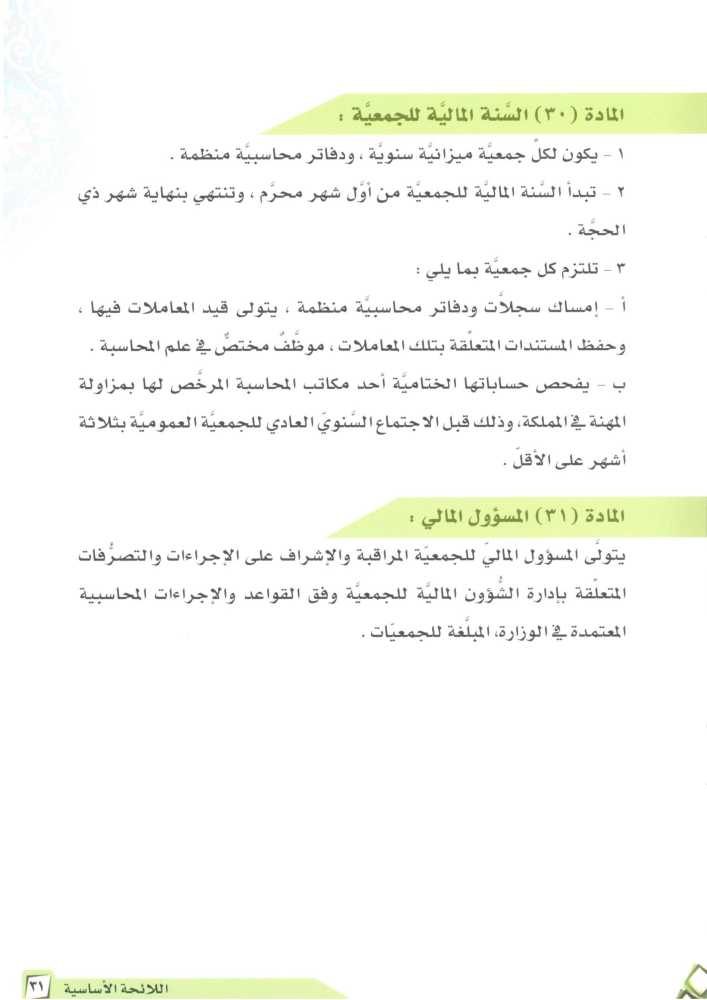 المادة (٣٠) السَّنة الماليَّة للجمعيَّة :
١ - يكون لكلّ جمعيَّة ميزانيَّة سنويَّة ، ودفاتر محاسبيَّة منظمة .
٢ - تبدأ السَّنة الماليَّة للجمعيَّة من أوَّل شهر محرَّم ، وتنتهي بنهاية شهر ذي
الحجَّة .
٣ - تلتزم كل جمعيَّة بما يلي :
أ - إمساك سجلاَّت ودفاتر محاسبيَّة منظمة ، يتولى قيد المعاملات فيها ،
وحفظ المستندات المتعلّقة بتلك المعاملات ، موظَّفٌ مختصٌّ في علم المحاسبة .
ب - يفحص حساباتها الختاميَّة أحد مكاتب المحاسبة المرخَّص لها بمزاولة
المهنة في المملكة، وذلك قبل الاجتماع السَّنويّ العادي للجمعيَّة العموميَّة بثلاثة
أشهر على الأقلّ .
المادة (٣١) المسؤول المالي :
يتولَّى المسؤول الماليّ للجمعيّة المراقبة والإشراف على الإجراءات والتصرُّفات
المتعلّقة بإدارة الشُّؤون الماليَّة للجمعيَّة وفق القواعد والإجراءات المحاسبية
المعتمدة في الوزارة، المبلَّغة للجمعيّات .
اللائحة الأساسية ٣١